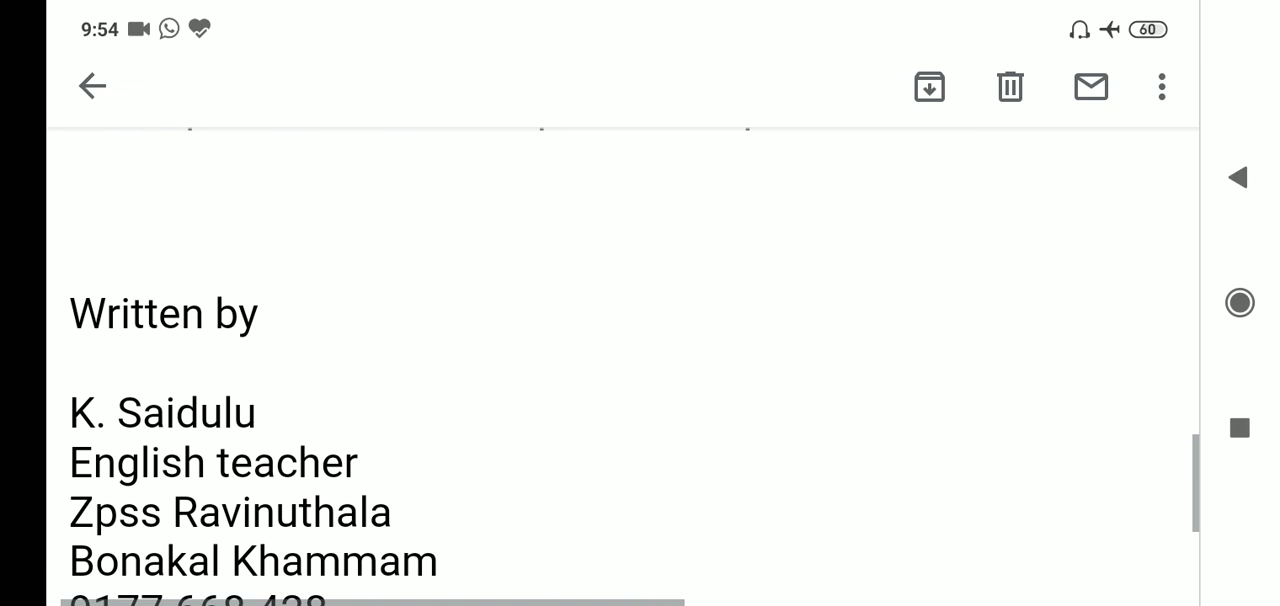 9:54
60
Written by
K. Saidulu
English teacher
Zpss Ravinuthala
Bonakal Khammam